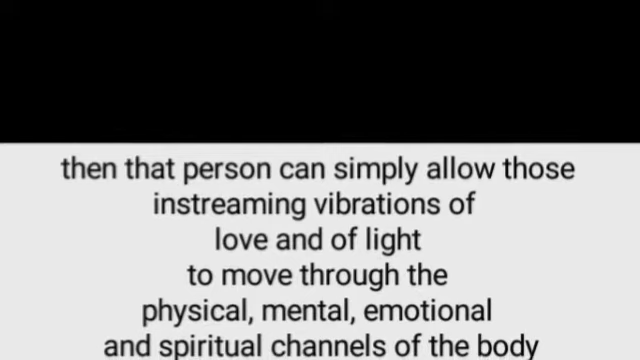 then that person can simply allow those
instreaming vibrations of
love and of light
to move through the
physical, mental, emotional
and spiritual channels of the body